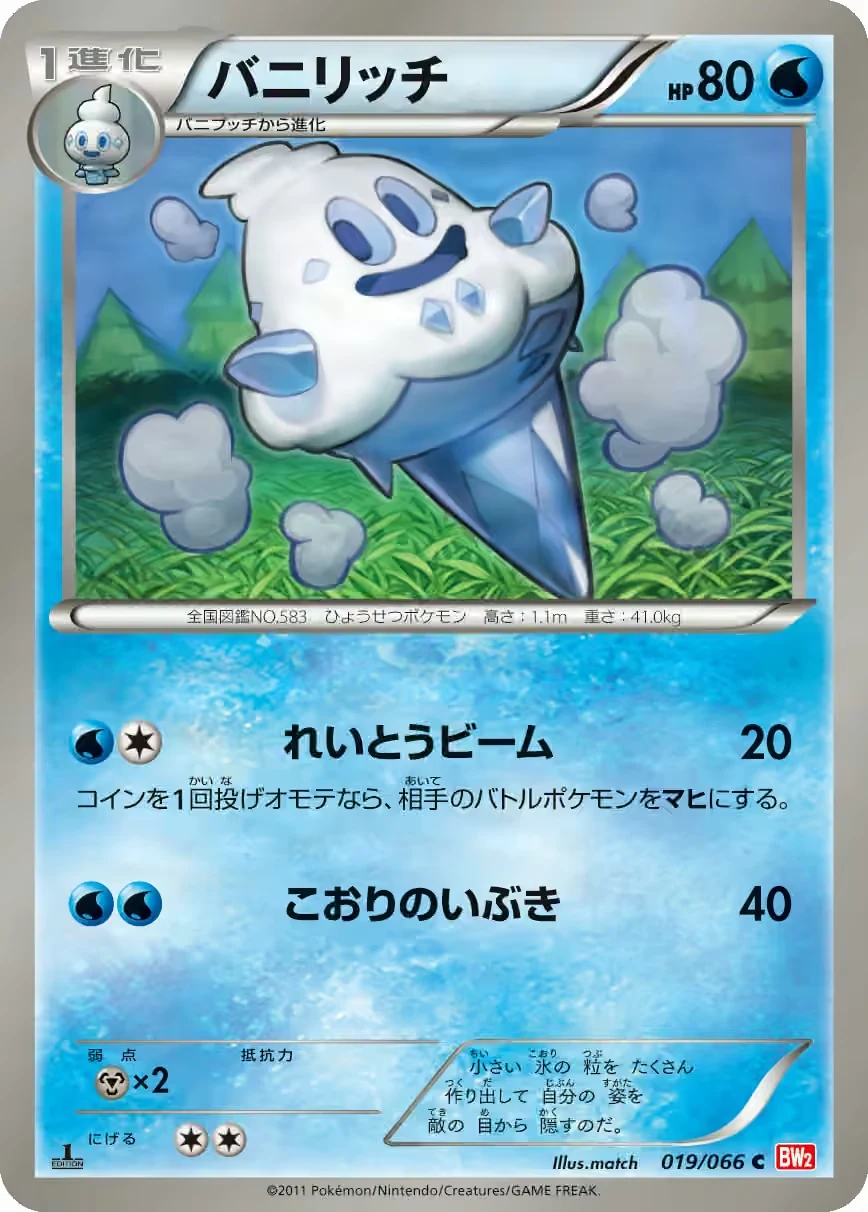 1進化
バニリッチ
HP80
バニプッチから進化
全国図鑑NO.583 ひょうせつポケモン 高さ:1.1m 重さ:41.0kg
れいとうビーム 20
コインを1回投げオモテなら、相手のバトルポケモンをマヒにする。
こおりのいぶき 40
弱点 抵抗力
×2
にげる
小さい 氷の 粒を たくさん
作り出して 自分の 姿を
敵の 目から 隠すのだ。
1 EDITION
Illus.match 019/066 C BW2
©2011 Pokémon/Nintendo/Creatures/GAME FREAK.